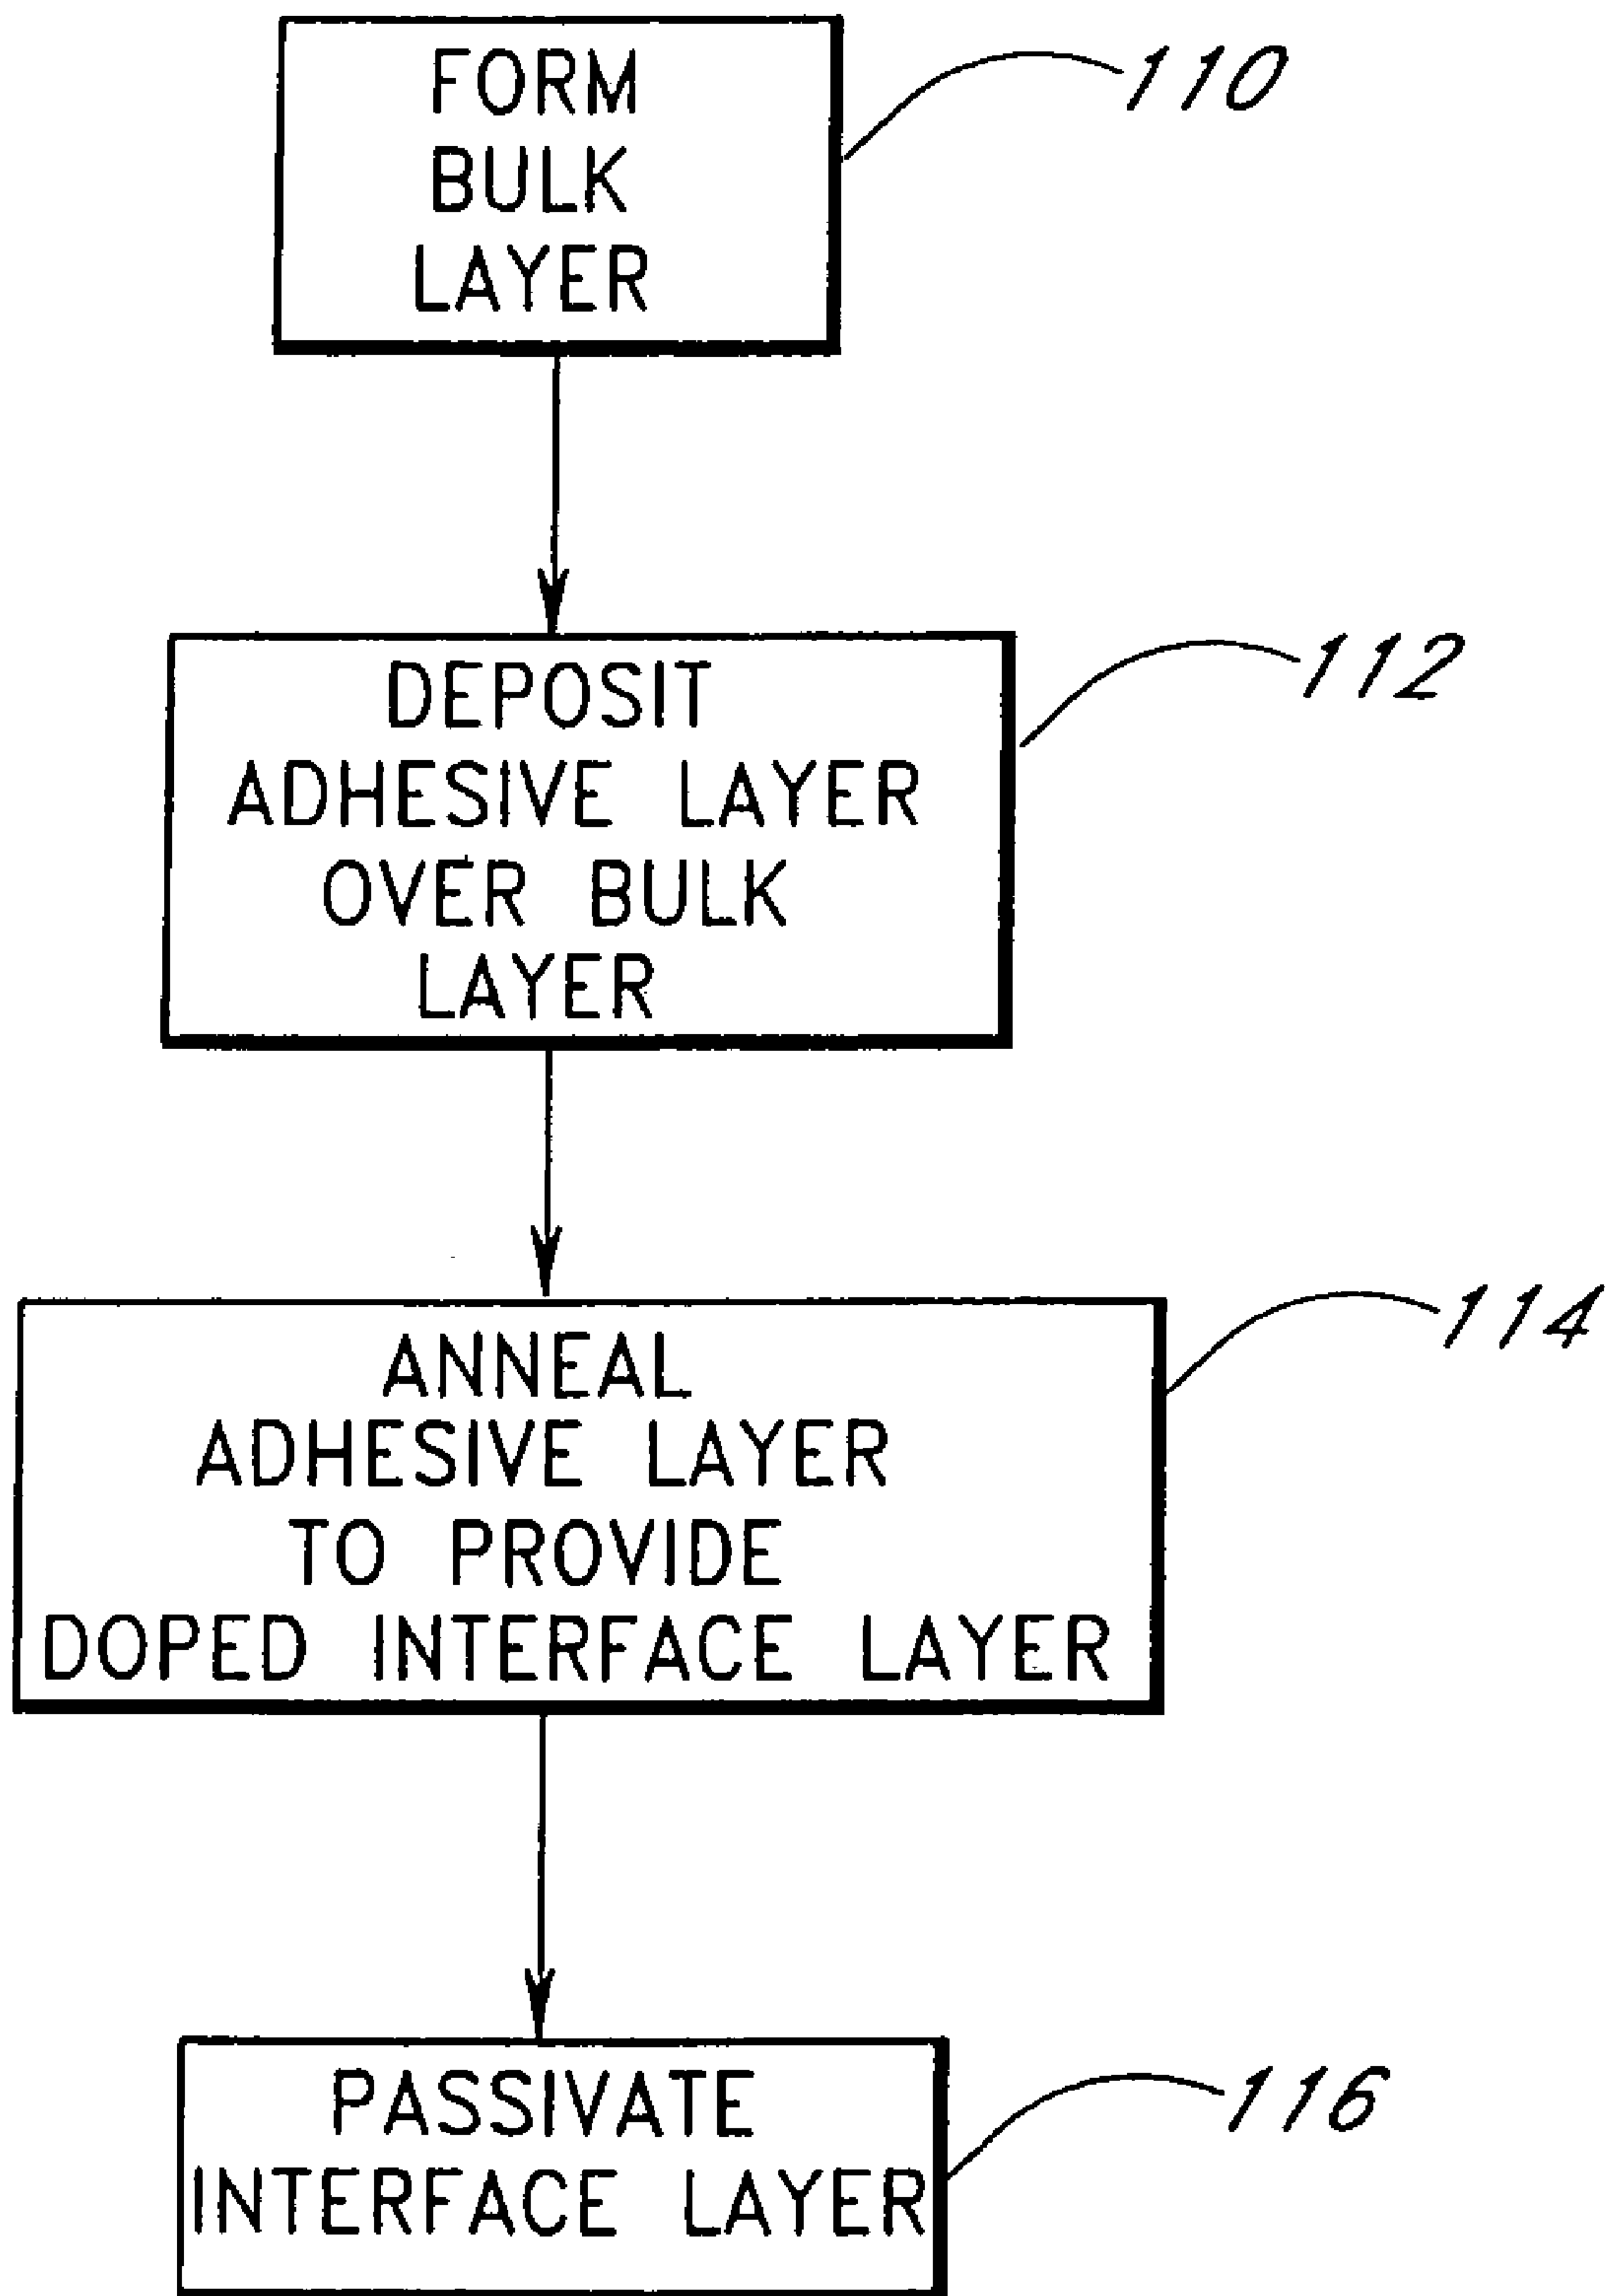 FORM
BULK
LAYER
110
DEPOSIT
ADHESIVE LAYER
OVER BULK
LAYER
112
ANNEAL
ADHESIVE LAYER
TO PROVIDE
DOPED INTERFACE LAYER
114
PASSIVATE
INTERFACE LAYER
116